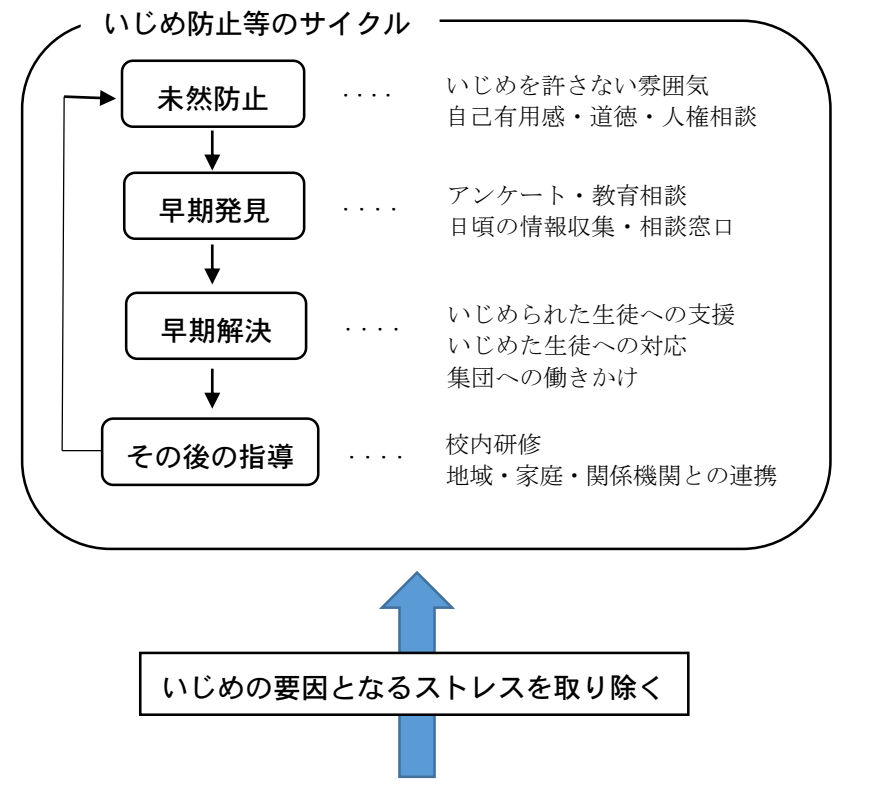 いじめ防止等のサイクル
未然防止
････
いじめを許さない雰囲気
自己有用感・道徳・人権相談
早期発見
････
アンケート・教育相談
日頃の情報収集・相談窓口
早期解決
････
いじめられた生徒への支援
いじめた生徒への対応
集団への働きかけ
その後の指導
････
校内研修
地域・家庭・関係機関との連携
いじめの要因となるストレスを取り除く